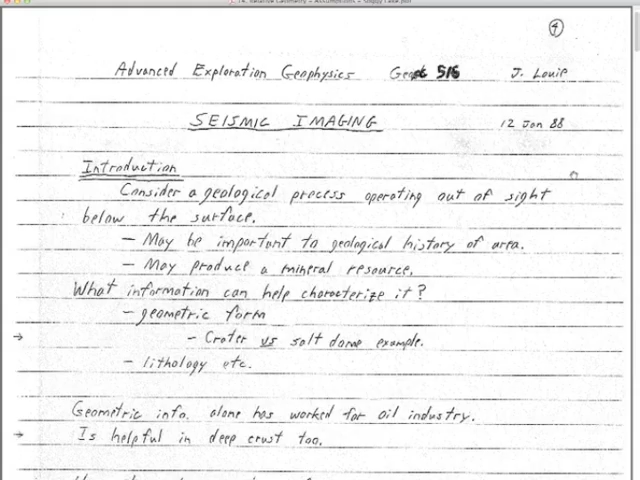 ④
Advanced Exploration Geophysics 516 J. Louie
SEISMIC IMAGING 12 Jan 88
Introduction
Consider a geological process operating out of sight
below the surface.
— May be important to geological history of area.
— May produce a mineral resource.
What information can help characterize it?
— geometric form
→ — Crater vs salt dome example.
— lithology etc.
Geometric info. alone has worked for oil industry.
→ Is helpful in deep crust too.